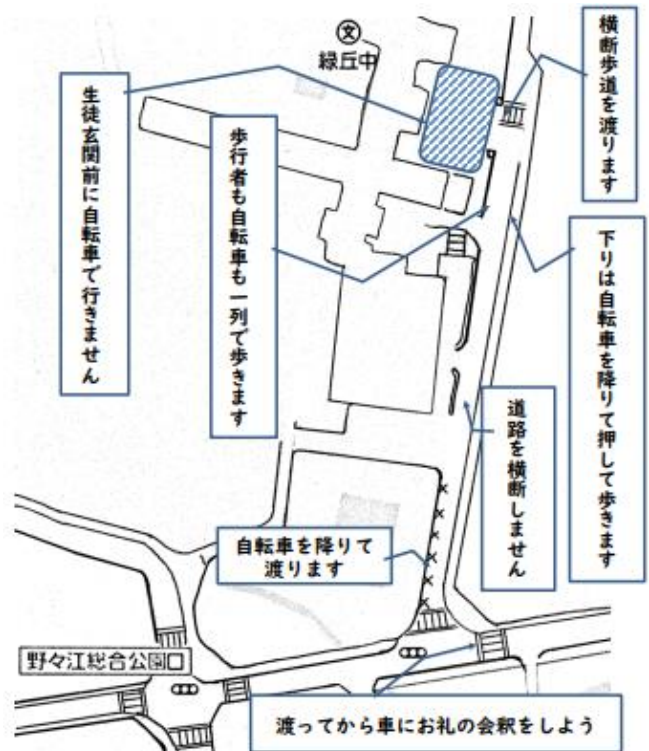 文
緑丘中
横断歩道を渡ります
生徒玄関前に自転車で行きません
歩行者も自転車も一列で歩きます
下りは自転車を降りて押して歩きます
道路を横断しません
自転車を降りて
渡ります
野々江総合公園口
渡ってから車にお礼の会釈をしよう